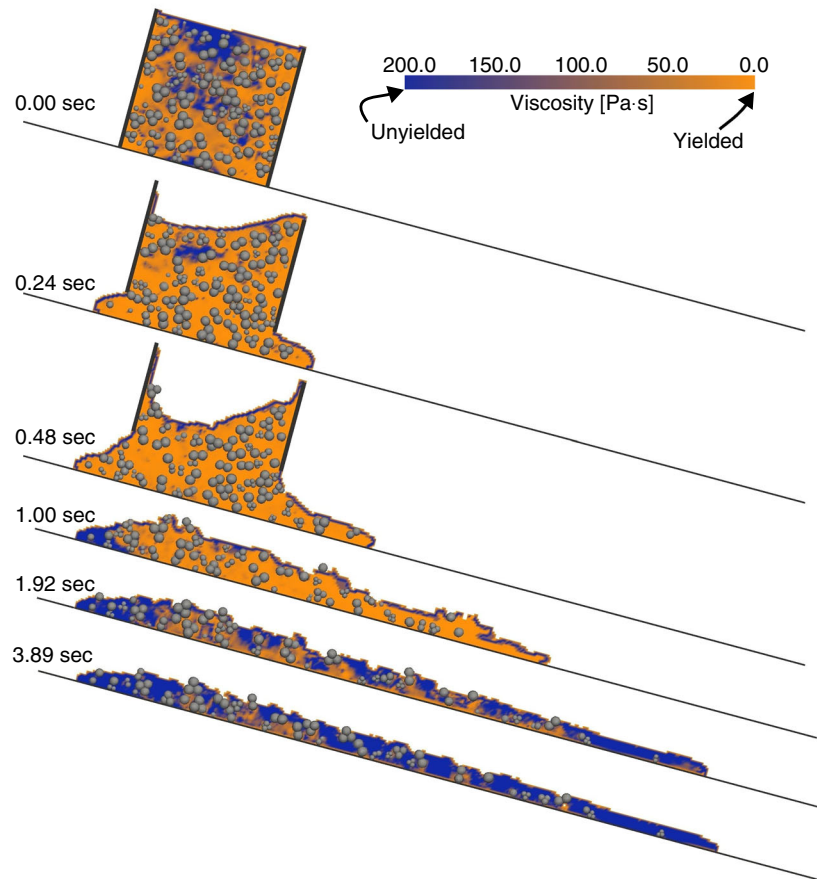 200.0 150.0 100.0 50.0 0.0
Viscosity [Pa·s]
Unyielded
Yielded
0.00 sec
0.24 sec
0.48 sec
1.00 sec
1.92 sec
3.89 sec